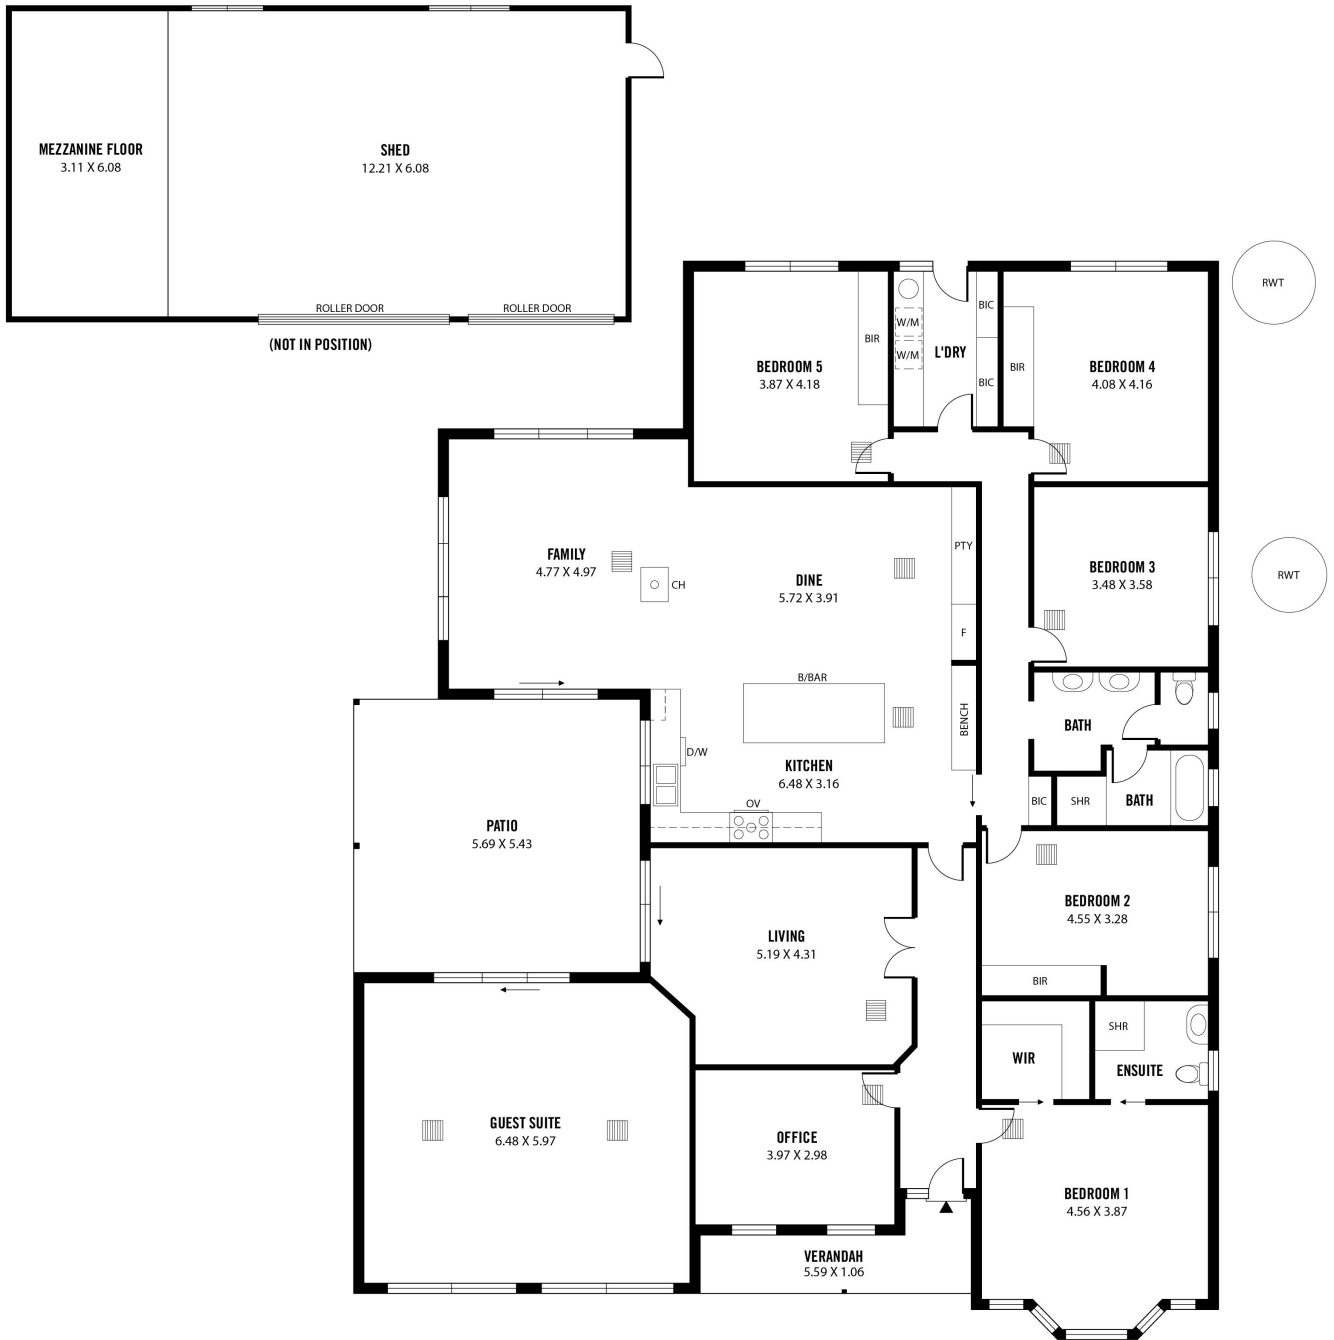 MEZZANINE FLOOR
3.11 X 6.08
SHED
12.21 X 6.08
ROLLER DOOR
ROLLER DOOR
(NOT IN POSITION)
BEDROOM 5
3.87 X 4.18
BIR
W/M
W/M
L'DRY
BIC
BIC
BIR
BEDROOM 4
4.08 X 4.16
RWT
FAMILY
4.77 X 4.97
CH
DINE
5.72 X 3.91
PTY
F
BEDROOM 3
3.48 X 3.58
RWT
B/BAR
BENCH
D/W
KITCHEN
6.48 X 3.16
OV
BATH
BIC
SHR
BATH
PATIO
5.69 X 5.43
LIVING
5.19 X 4.31
BEDROOM 2
4.55 X 3.28
BIR
WIR
SHR
ENSUITE
GUEST SUITE
6.48 X 5.97
OFFICE
3.97 X 2.98
BEDROOM 1
4.56 X 3.87
VERANDAH
5.59 X 1.06